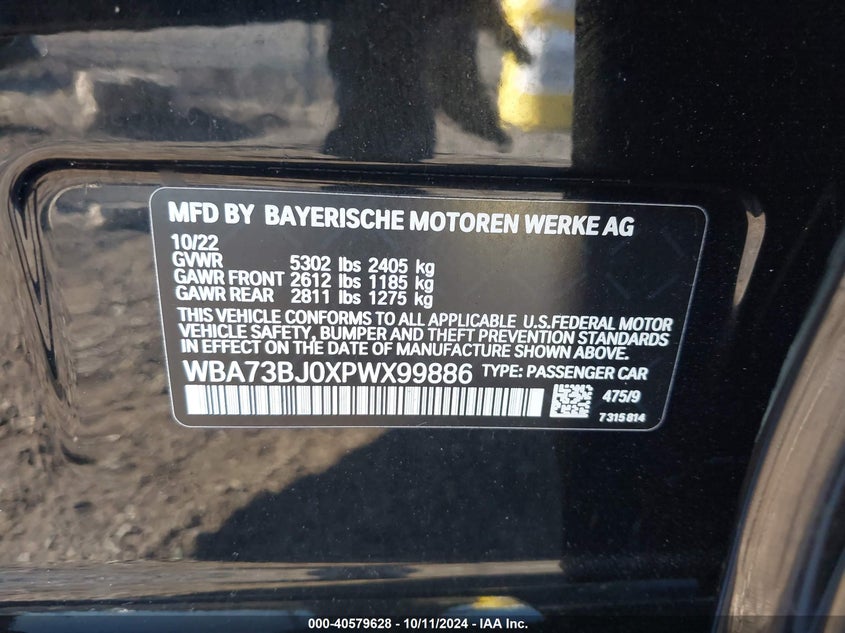 MFD BY BAYERISCHE MOTOREN WERKE AG
10/22
GVWR 5302 lbs 2405 kg
GAWR FRONT 2612 lbs 1185 kg
GAWR REAR 2811 lbs 1275 kg
THIS VEHICLE CONFORMS TO ALL APPLICABLE U.S.FEDERAL MOTOR
VEHICLE SAFETY, BUMPER AND THEFT PREVENTION STANDARDS
IN EFFECT ON THE DATE OF MANUFACTURE SHOWN ABOVE.
WBA73BJ0XPWX99886 TYPE: PASSENGER CAR
475/9
7315814
000-40579628 - 10/11/2024 - IAA Inc.